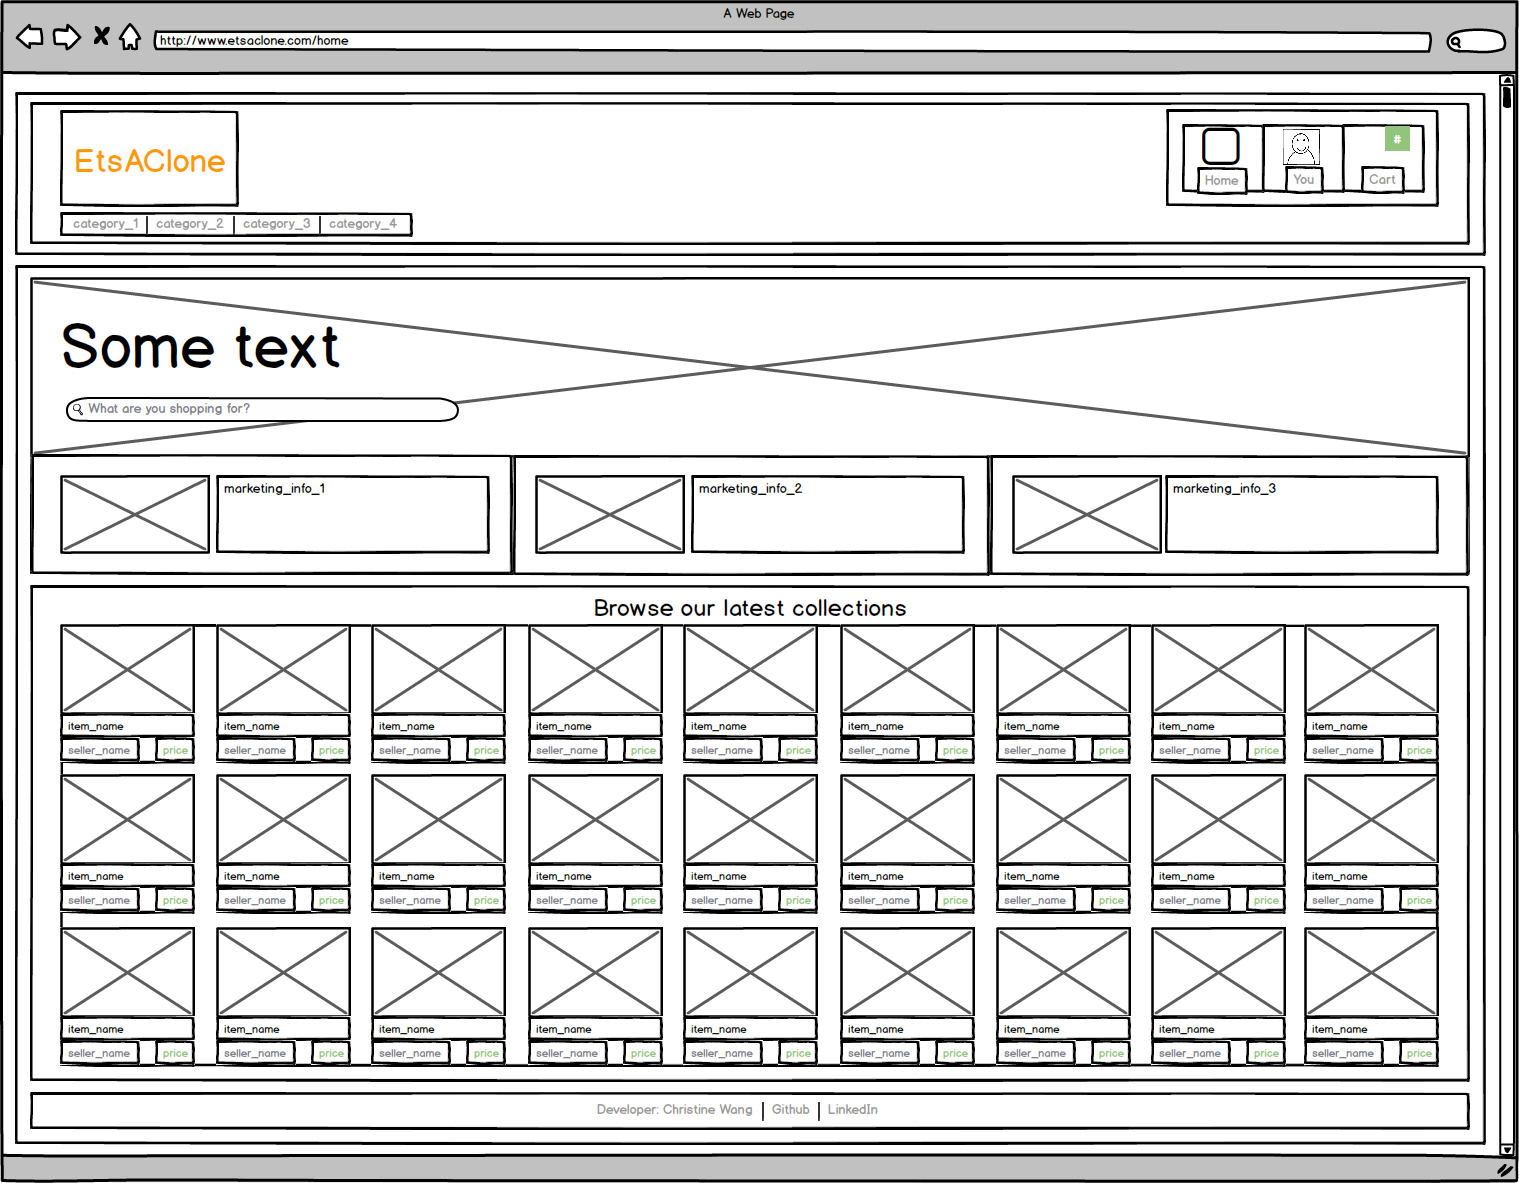 A Web Page
http://www.etsaclone.com/home
EtsAClone
#
Home You Cart
category_1 category_2 category_3 category_4
Some text
What are you shopping for?
marketing_info_1 marketing_info_2 marketing_info_3
Browse our latest collections
item_name item_name item_name item_name item_name item_name item_name item_name item_name
seller_name price seller_name price seller_name price seller_name price seller_name price seller_name price seller_name price seller_name price seller_name price
item_name item_name item_name item_name item_name item_name item_name item_name item_name
seller_name price seller_name price seller_name price seller_name price seller_name price seller_name price seller_name price seller_name price seller_name price
item_name item_name item_name item_name item_name item_name item_name item_name item_name
seller_name price seller_name price seller_name price seller_name price seller_name price seller_name price seller_name price seller_name price seller_name price
Developer: Christine Wang | Github | LinkedIn